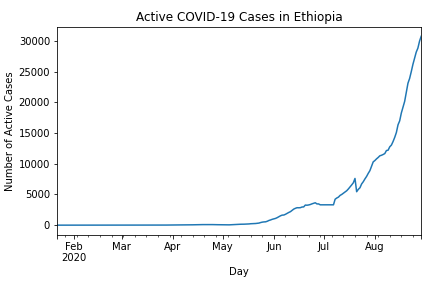 Active COVID-19 Cases in Ethiopia
Number of Active Cases
30000
25000
20000
15000
10000
5000
0
Feb Mar Apr May Jun Jul Aug
2020
Day